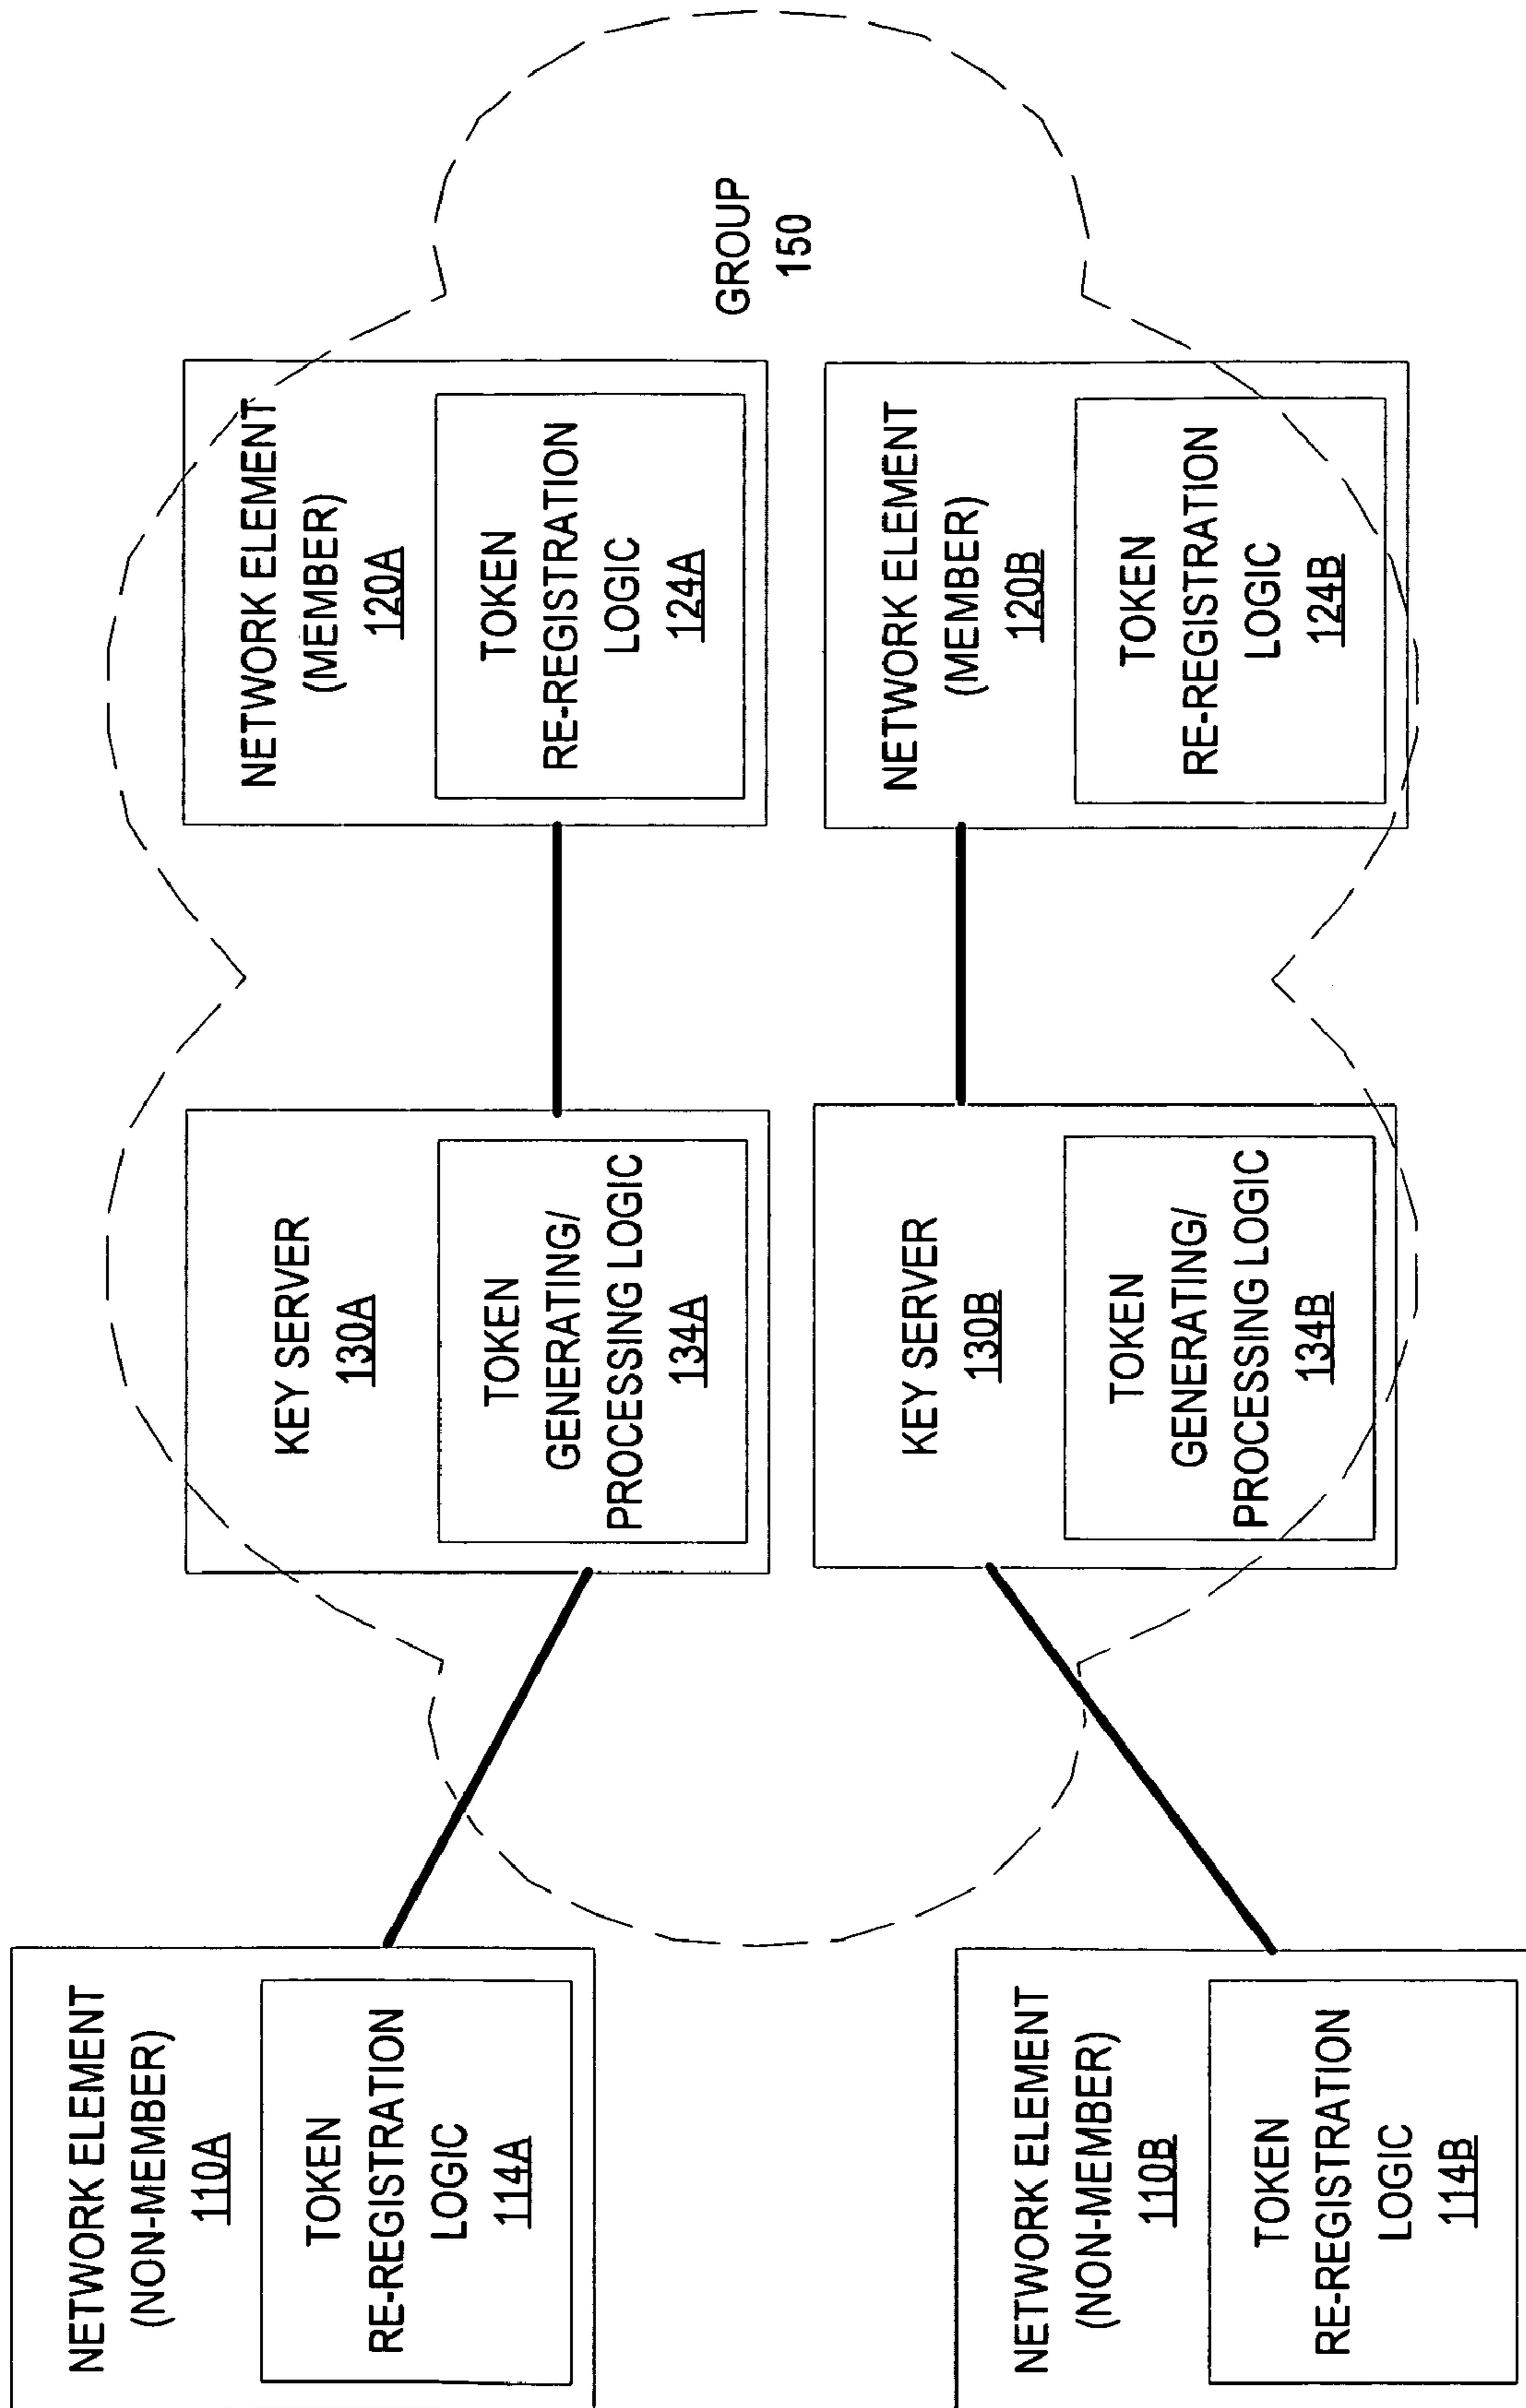 NETWORK ELEMENT
(NON-MEMBER)
110A
TOKEN
RE-REGISTRATION
LOGIC
114A
KEY SERVER
130A
TOKEN
GENERATING/
PROCESSING LOGIC
134A
NETWORK ELEMENT
(MEMBER)
120A
TOKEN
RE-REGISTRATION
LOGIC
124A
GROUP
150
NETWORK ELEMENT
(NON-MEMBER)
110B
TOKEN
RE-REGISTRATION
LOGIC
114B
KEY SERVER
130B
TOKEN
GENERATING/
PROCESSING LOGIC
134B
NETWORK ELEMENT
(MEMBER)
120B
TOKEN
RE-REGISTRATION
LOGIC
124B